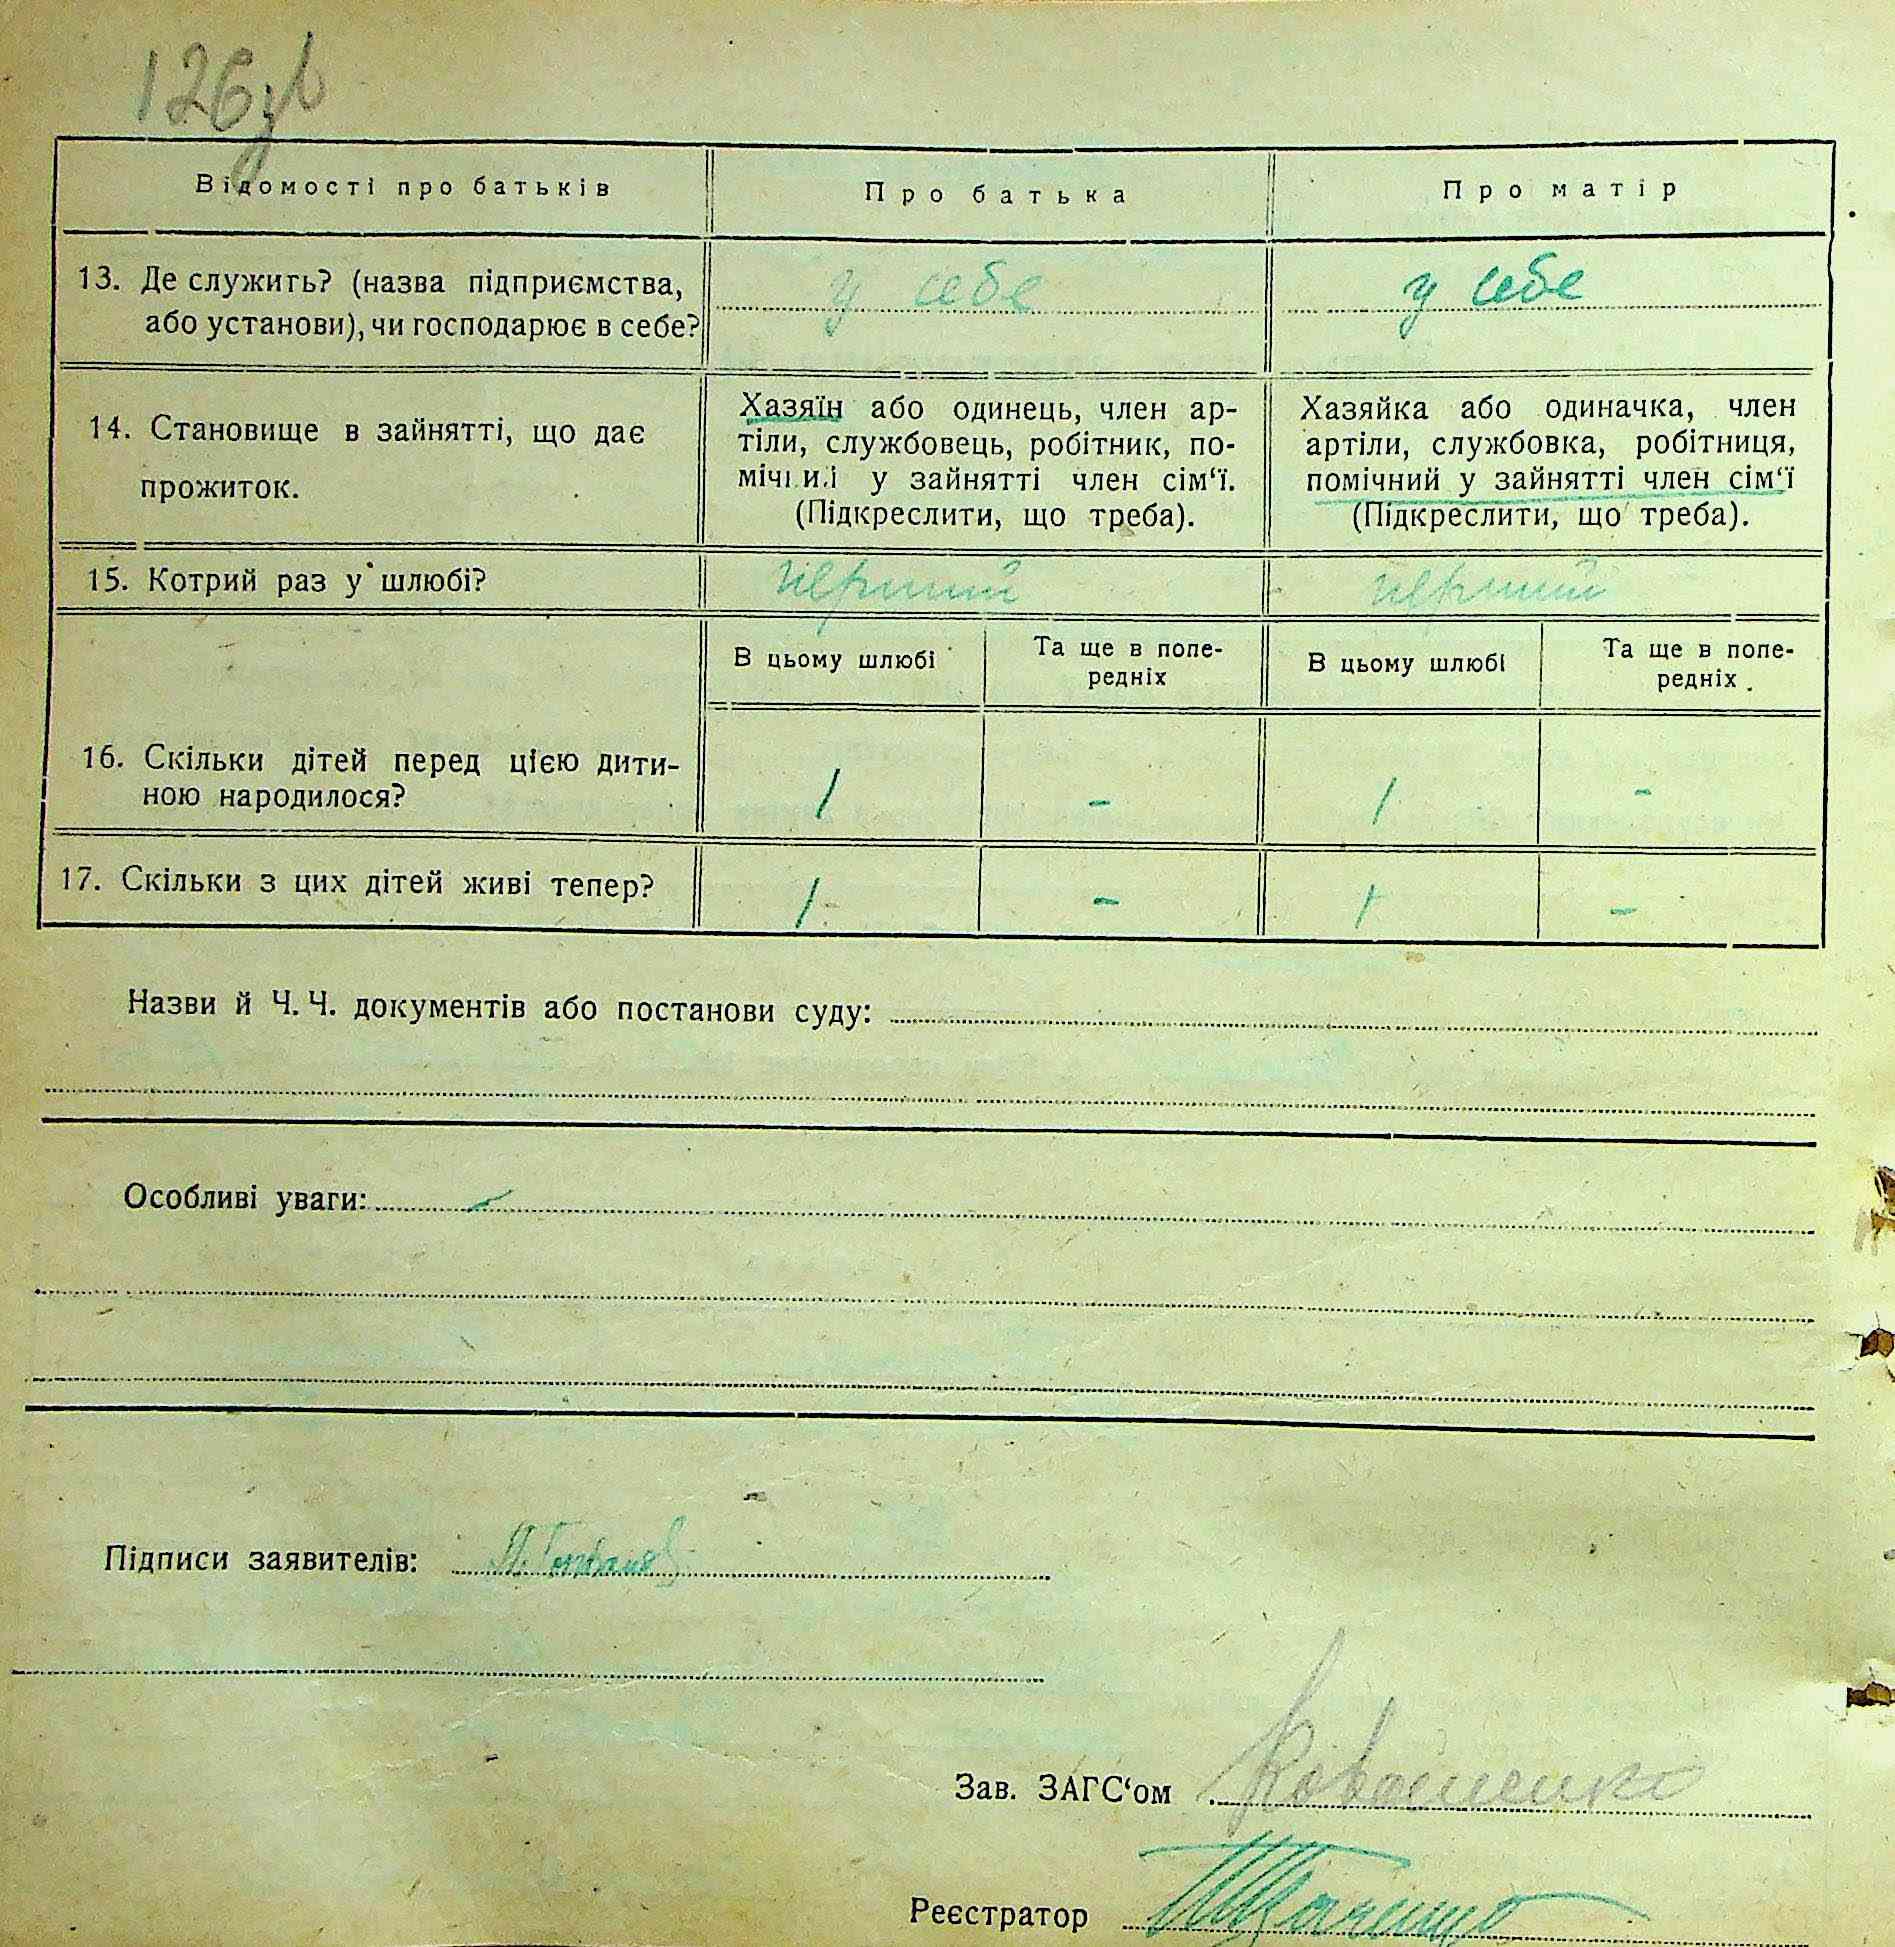 126зв
Відомості про батьків
Про батька
Про матір
13. Де служить? (назва підприємства,
або установи), чи господарює в себе?
у себе
у себе
14. Становище в зайнятті, що дає
прожиток.
Хазяїн або одинець, член ар-
тіли, службовець, робітник, по-
мічний у зайнятті член сім‘ї.
(Підкреслити, що треба).
Хазяйка або одиначка, член
артіли, службовка, робітниця,
помічний у зайнятті член сім‘ї
(Підкреслити, що треба).
15. Котрий раз у шлюбі?
перший
перший
В цьому шлюбі
Та ще в попе-
редніх
В цьому шлюбі
Та ще в попе-
редніх
16. Скільки дітей перед цією дити-
ною народилося?
1 - 1 -
17. Скільки з цих дітей живі тепер?
1 - 1 -
Назви й Ч. Ч. документів або постанови суду:
Особливі уваги: -
Підписи заявителів:
Зав. ЗАГС‘ом Коваленко
Реєстратор